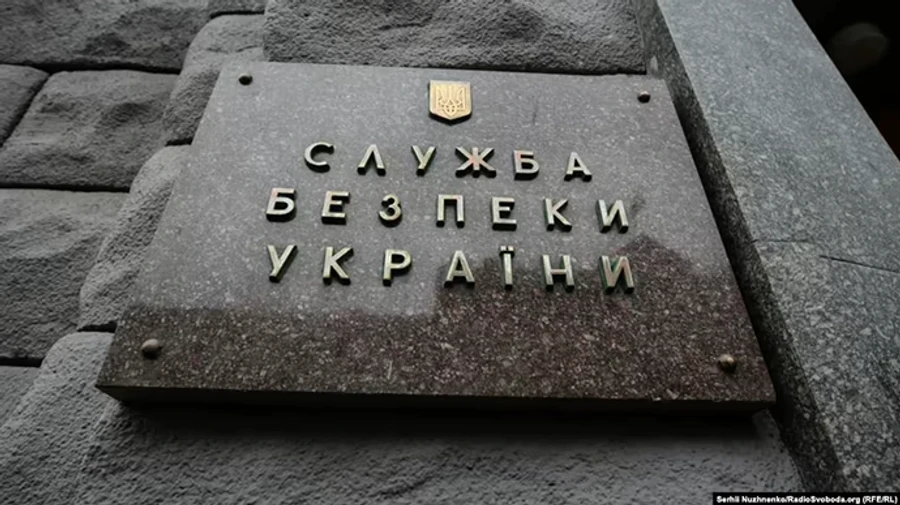 СЛУЖБА
БЕЗПЕКИ
УКРАЇНИ
Serhii Nuzhnenko/RadioSvoboda.org (RFE/RL)